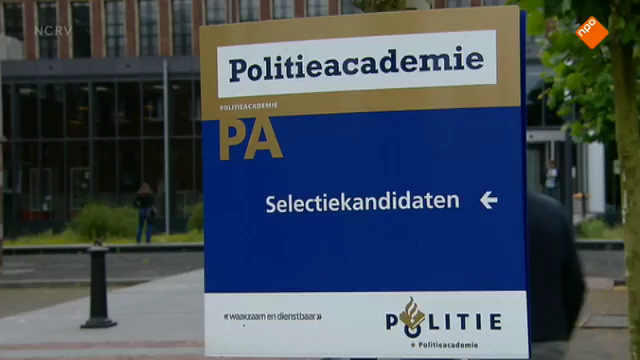 NCRV
npo
Politieacademie
POLITIEACADEMIE
PA
Selectiekandidaten ←
«waakzaam en dienstbaar»
POLITIE
Politieacademie